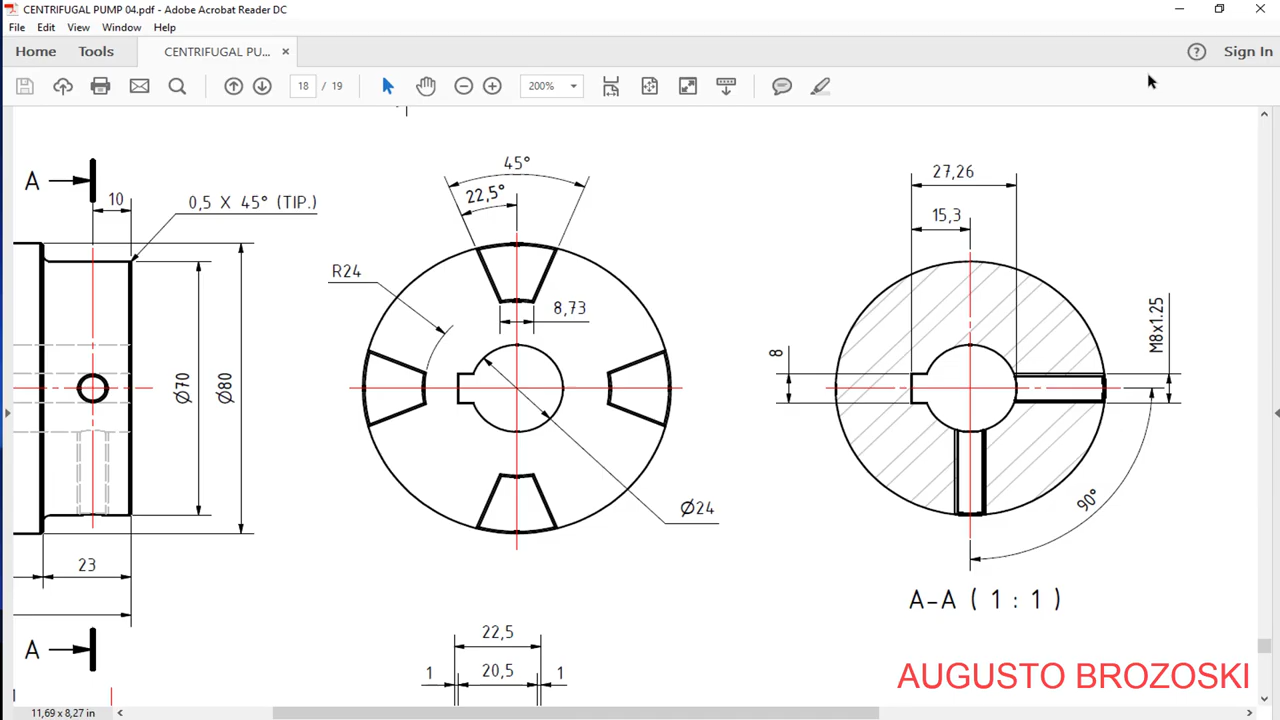 CENTRIFUGAL PUMP 04.pdf - Adobe Acrobat Reader DC
File Edit View Window Help
Home Tools CENTRIFUGAL PU... × Sign In
18 / 19 200%
A
10
0,5 X 45° (TIP.)
Ø70
Ø80
23
A
45°
22,5°
R24
8,73
Ø24
27,26
15,3
8
M8x1.25
90°
A-A ( 1 : 1 )
22,5
1 20,5 1
AUGUSTO BROZOSKI
11,69 x 8,27 in